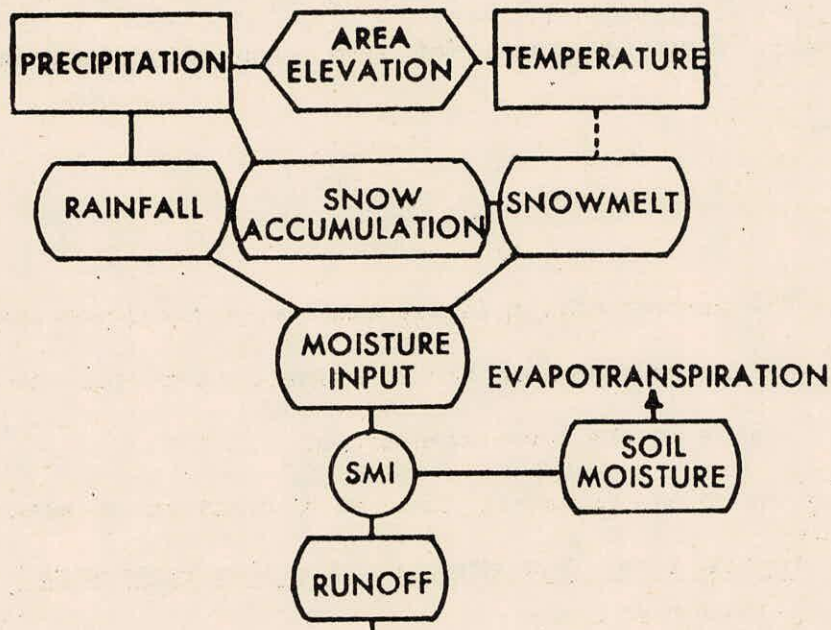 PRECIPITATION
AREA
ELEVATION
TEMPERATURE
RAINFALL
SNOW
ACCUMULATION
SNOWMELT
MOISTURE
INPUT
EVAPOTRANSPIRATION
SMI
SOIL
MOISTURE
RUNOFF